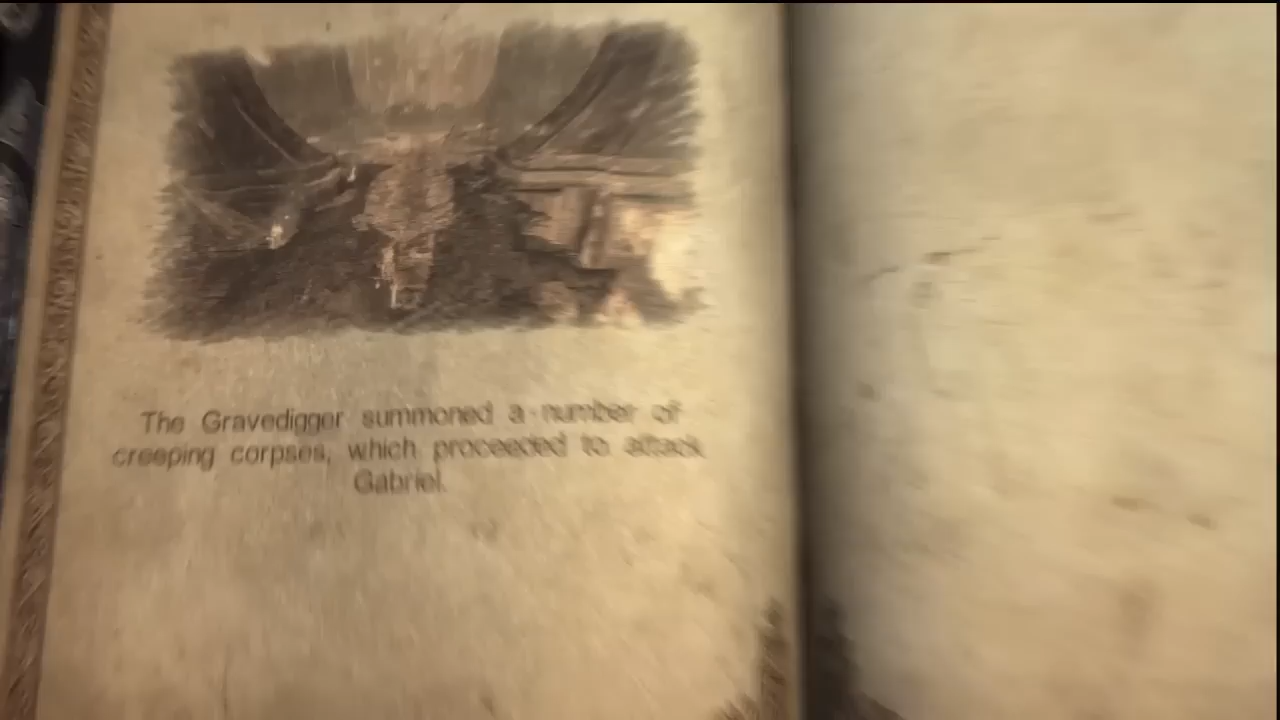 The Gravedigger summoned a number of
creeping corpses, which proceeded to attack
Gabriel.